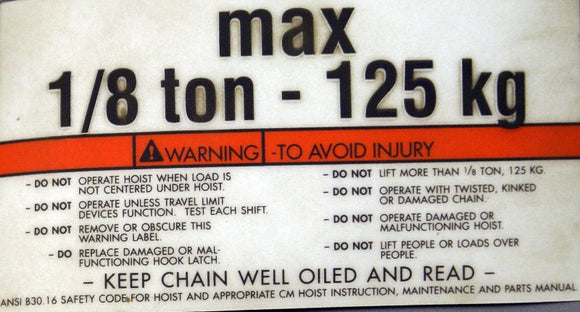 max
1/8 ton - 125 kg
WARNING -TO AVOID INJURY
- DO NOT OPERATE HOIST WHEN LOAD IS
NOT CENTERED UNDER HOIST.
- DO NOT OPERATE UNLESS TRAVEL LIMIT
DEVICES FUNCTION. TEST EACH SHIFT.
- DO NOT REMOVE OR OBSCURE THIS
WARNING LABEL.
- DO REPLACE DAMAGED OR MAL-
FUNCTIONING HOOK LATCH.
- DO NOT LIFT MORE THAN 1/8 TON, 125 KG.
- DO NOT OPERATE WITH TWISTED, KINKED
OR DAMAGED CHAIN.
- DO NOT OPERATE DAMAGED OR
MALFUNCTIONING HOIST.
- DO NOT LIFT PEOPLE OR LOADS OVER
PEOPLE.
- KEEP CHAIN WELL OILED AND READ -
ANSI B30.16 SAFETY CODE FOR HOIST AND APPROPRIATE CM HOIST INSTRUCTION, MAINTENANCE AND PARTS MANUAL